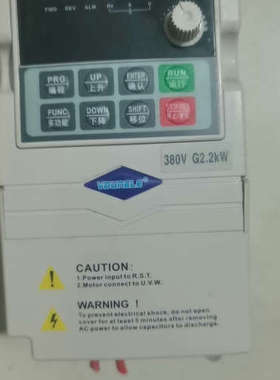 FWD REV ALM Hz A V
PRG UP ENTER RUN
编程 上升 确认 运行
FUNC DOWN SHIFT
多功能 下降 移位
380V G2.2kW
CAUTION:
1.Power input to R.S.T.
2.Motor connect to U.V.W.
WARNING !
To prevent electrical shock, do not open
cover for at least 5 minutes after removing
AC power to allow capacitors to discharge.